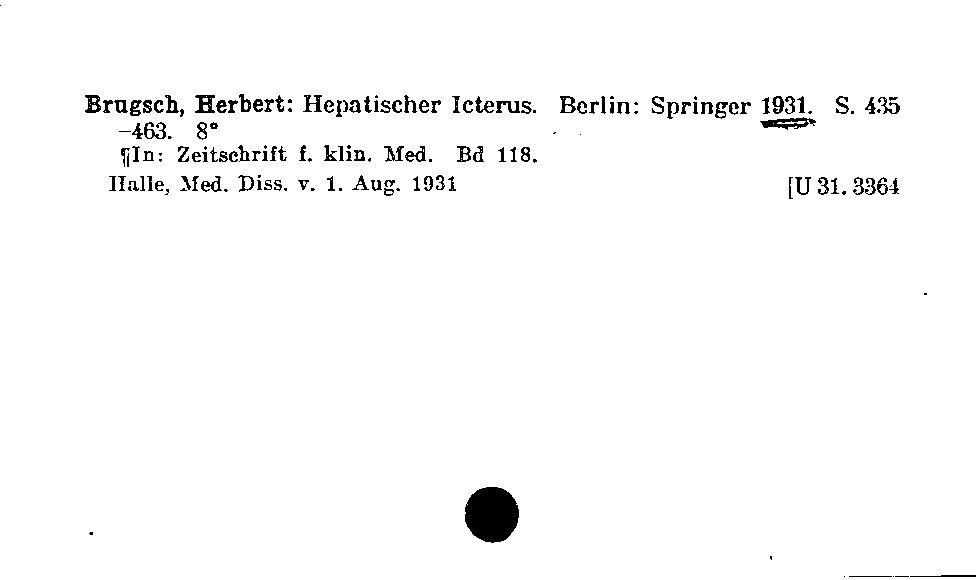 Brugsch, Herbert: Hepatischer Icterus. Berlin: Springer 1931. S. 435
–463. 8°
¶In: Zeitschrift f. klin. Med. Bd 118.
Halle, Med. Diss. v. 1. Aug. 1931 [U 31. 3364